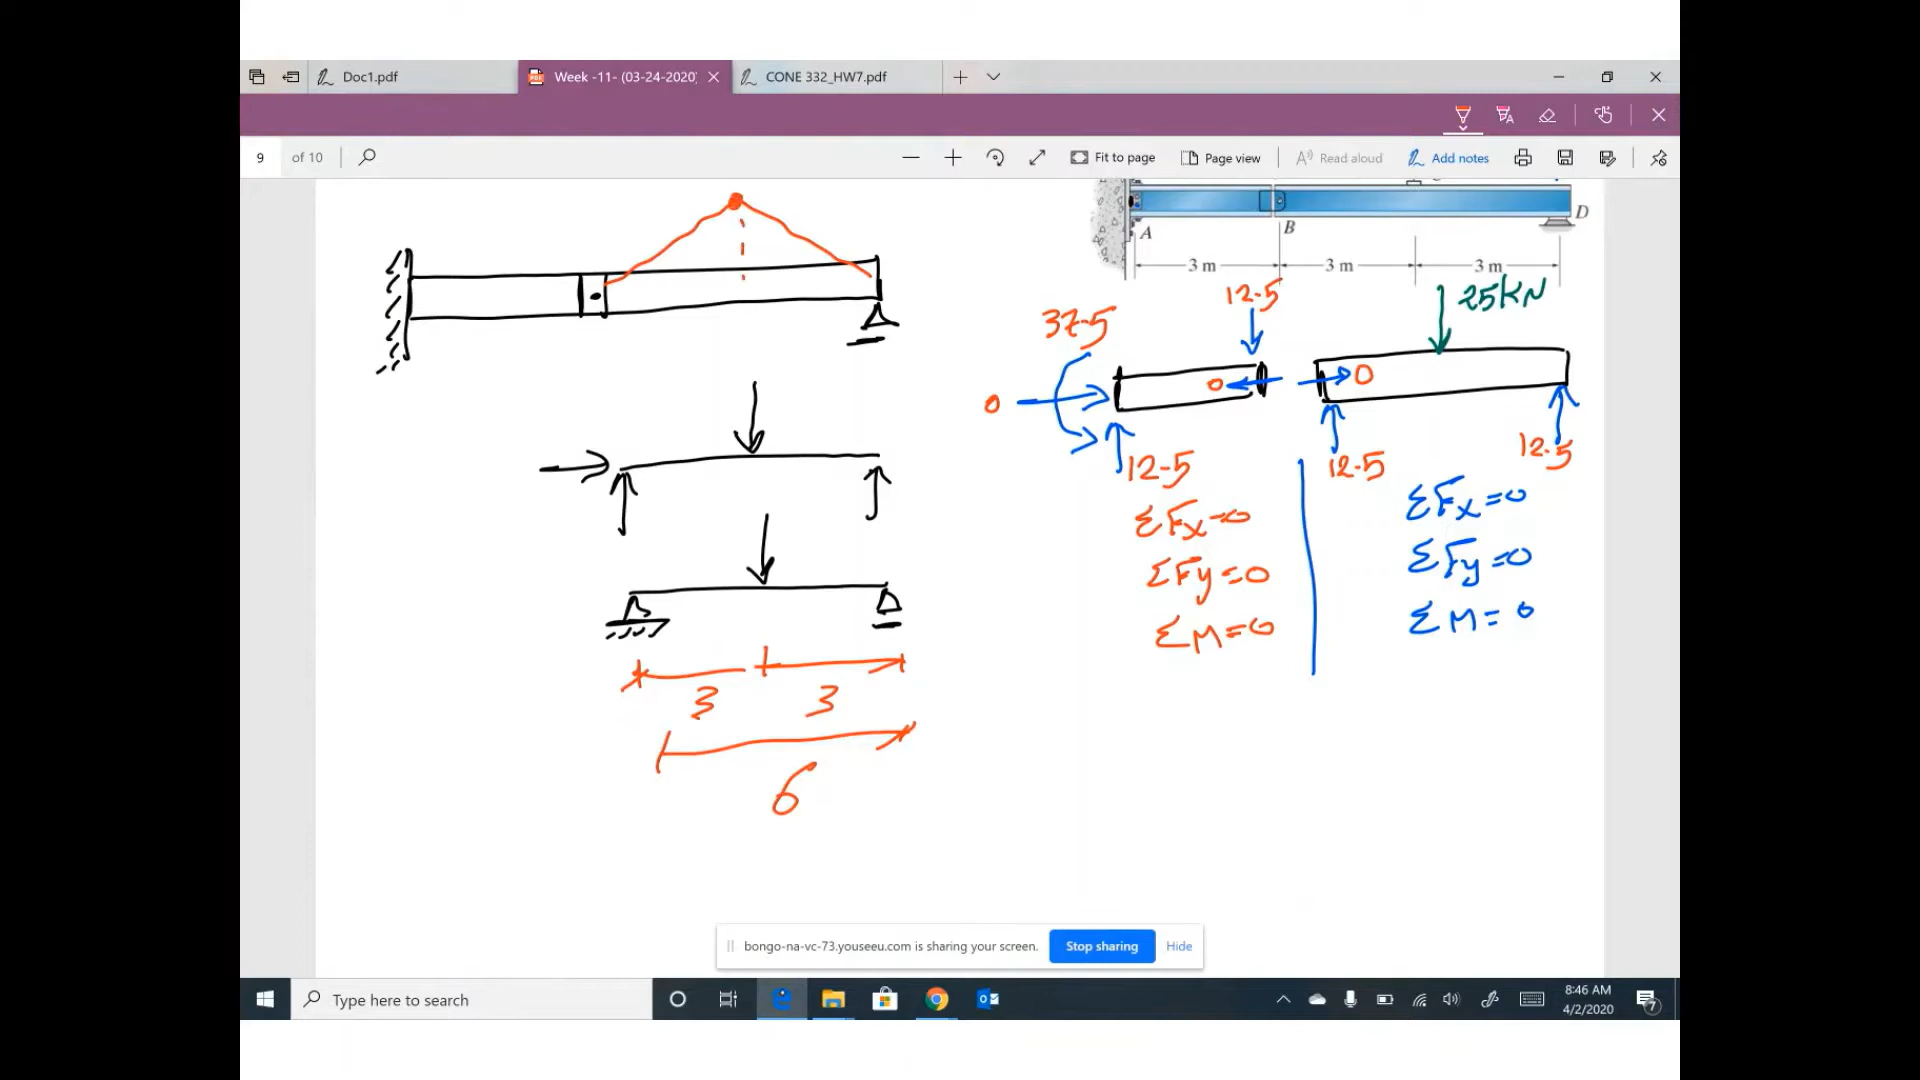 Doc1.pdf
Week -11- (03-24-2020)
CONE 332_HW7.pdf
9 of 10
Fit to page
Page view
Read aloud
Add notes
A
B
D
3 m
3 m
3 m
12.5
25KN
37.5
0
0
0
12.5
12.5
12.5
ΣFx=0
ΣFy=0
ΣM=0
ΣFx=0
ΣFy=0
ΣM=0
3
3
6
bongo-na-vc-73.youseeu.com is sharing your screen.
Stop sharing
Hide
Type here to search
8:46 AM
4/2/2020
7